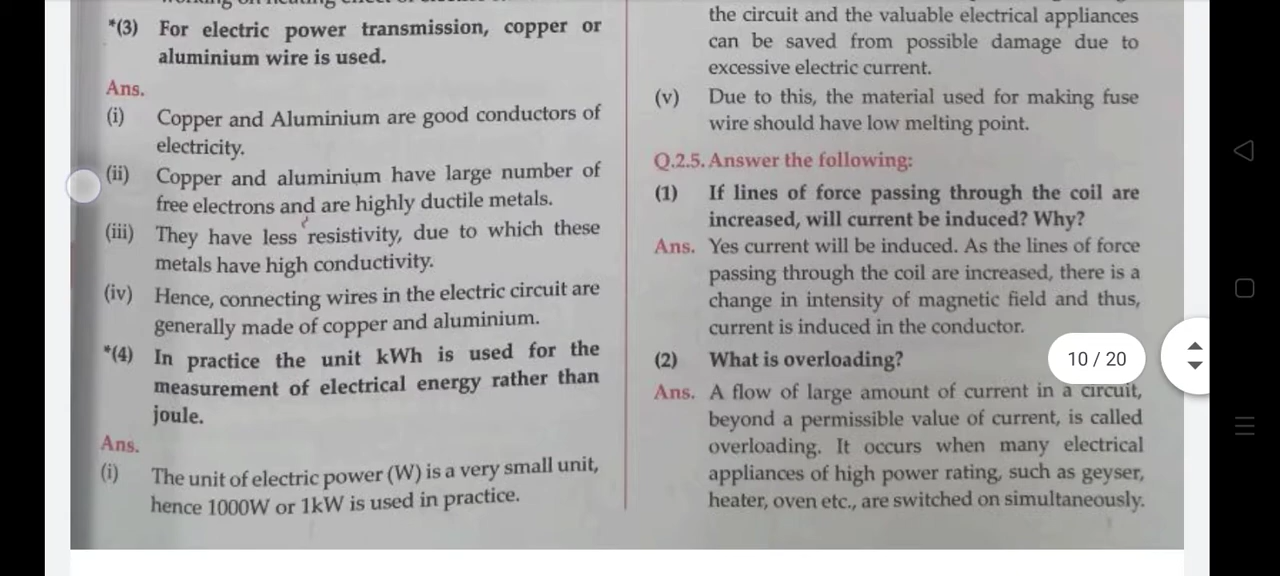 *(3) For electric power transmission, copper or
aluminium wire is used.
Ans.
(i) Copper and Aluminium are good conductors of
electricity.
(ii) Copper and aluminium have large number of
free electrons and are highly ductile metals.
(iii) They have less resistivity, due to which these
metals have high conductivity.
(iv) Hence, connecting wires in the electric circuit are
generally made of copper and aluminium.
*(4) In practice the unit kWh is used for the
measurement of electrical energy rather than
joule.
Ans.
(i) The unit of electric power (W) is a very small unit,
hence 1000W or 1kW is used in practice.
the circuit and the valuable electrical appliances
can be saved from possible damage due to
excessive electric current.
(v) Due to this, the material used for making fuse
wire should have low melting point.
Q.2.5. Answer the following:
(1) If lines of force passing through the coil are
increased, will current be induced? Why?
Ans. Yes current will be induced. As the lines of force
passing through the coil are increased, there is a
change in intensity of magnetic field and thus,
current is induced in the conductor.
(2) What is overloading?
Ans. A flow of large amount of current in a circuit,
beyond a permissible value of current, is called
overloading. It occurs when many electrical
appliances of high power rating, such as geyser,
heater, oven etc., are switched on simultaneously.
10 / 20